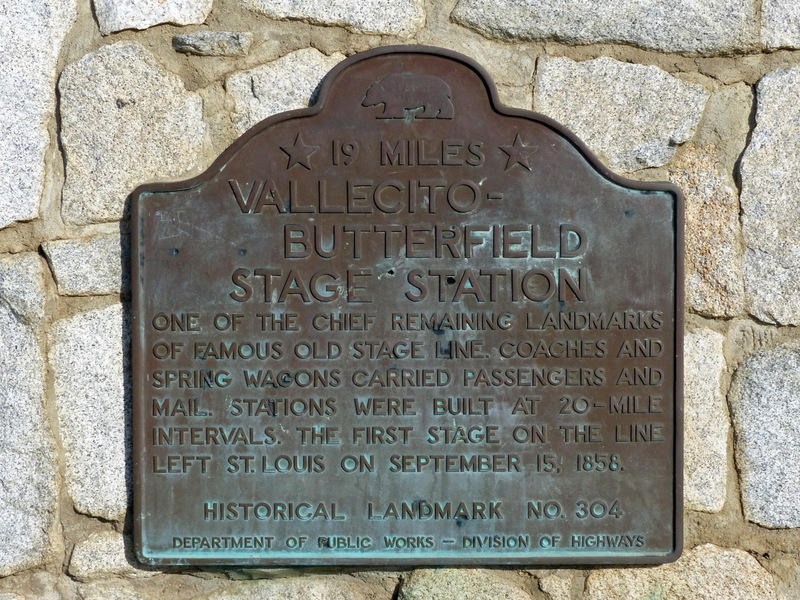 19 MILES
VALLECITO-
BUTTERFIELD
STAGE STATION
ONE OF THE CHIEF REMAINING LANDMARKS
OF FAMOUS OLD STAGE LINE. COACHES AND
SPRING WAGONS CARRIED PASSENGERS AND
MAIL. STATIONS WERE BUILT AT 20-MILE
INTERVALS. THE FIRST STAGE ON THE LINE
LEFT ST. LOUIS ON SEPTEMBER 15, 1858.
HISTORICAL LANDMARK NO. 304
DEPARTMENT OF PUBLIC WORKS - DIVISION OF HIGHWAYS